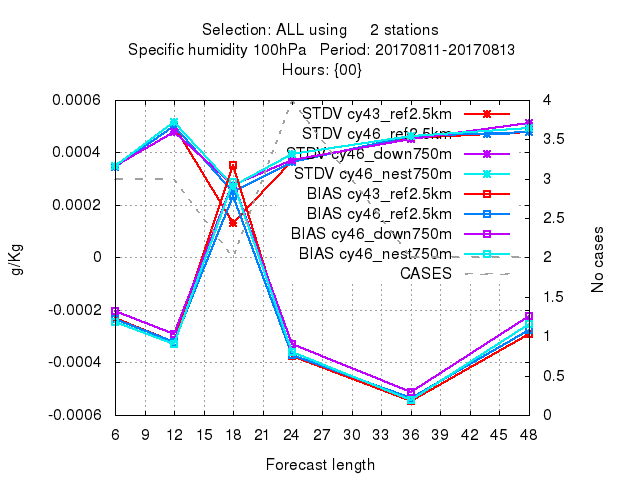 Selection: ALL using     2 stations
Specific humidity 100hPa   Period: 20170811-20170813
Hours: {00}
0.0006
0.0004
0.0002
0
-0.0002
-0.0004
-0.0006
g/Kg
STDV cy43_ref2.5km
STDV cy46_ref2.5km
STDV cy46_down750m
STDV cy46_nest750m
BIAS cy43_ref2.5km
BIAS cy46_ref2.5km
BIAS cy46_down750m
BIAS cy46_nest750m
CASES
4
3.5
3
2.5
2
1.5
1
0.5
0
No cases
6 9 12 15 18 21 24 27 30 33 36 39 42 45 48
Forecast length